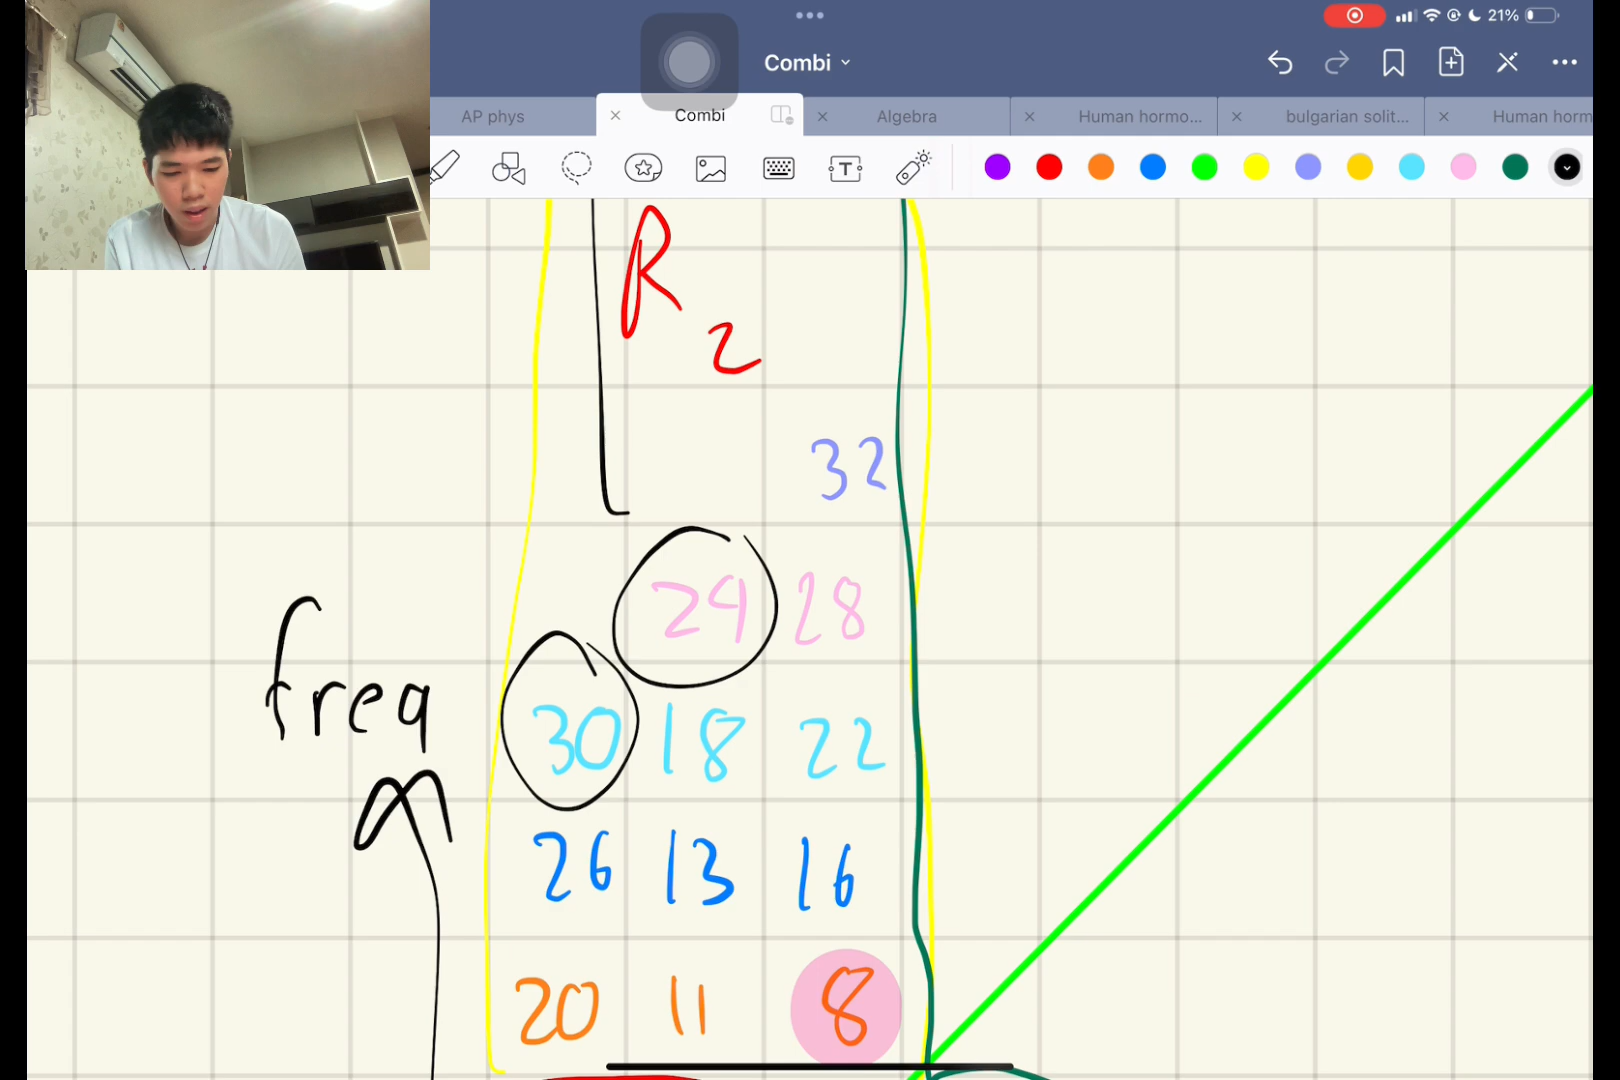 21%
Combi
AP phys
Combi
Algebra
Human hormo...
bulgarian solit...
Human horm
T
R 2
32
24 28
freq
30 18 22
26 13 16
20 11 8